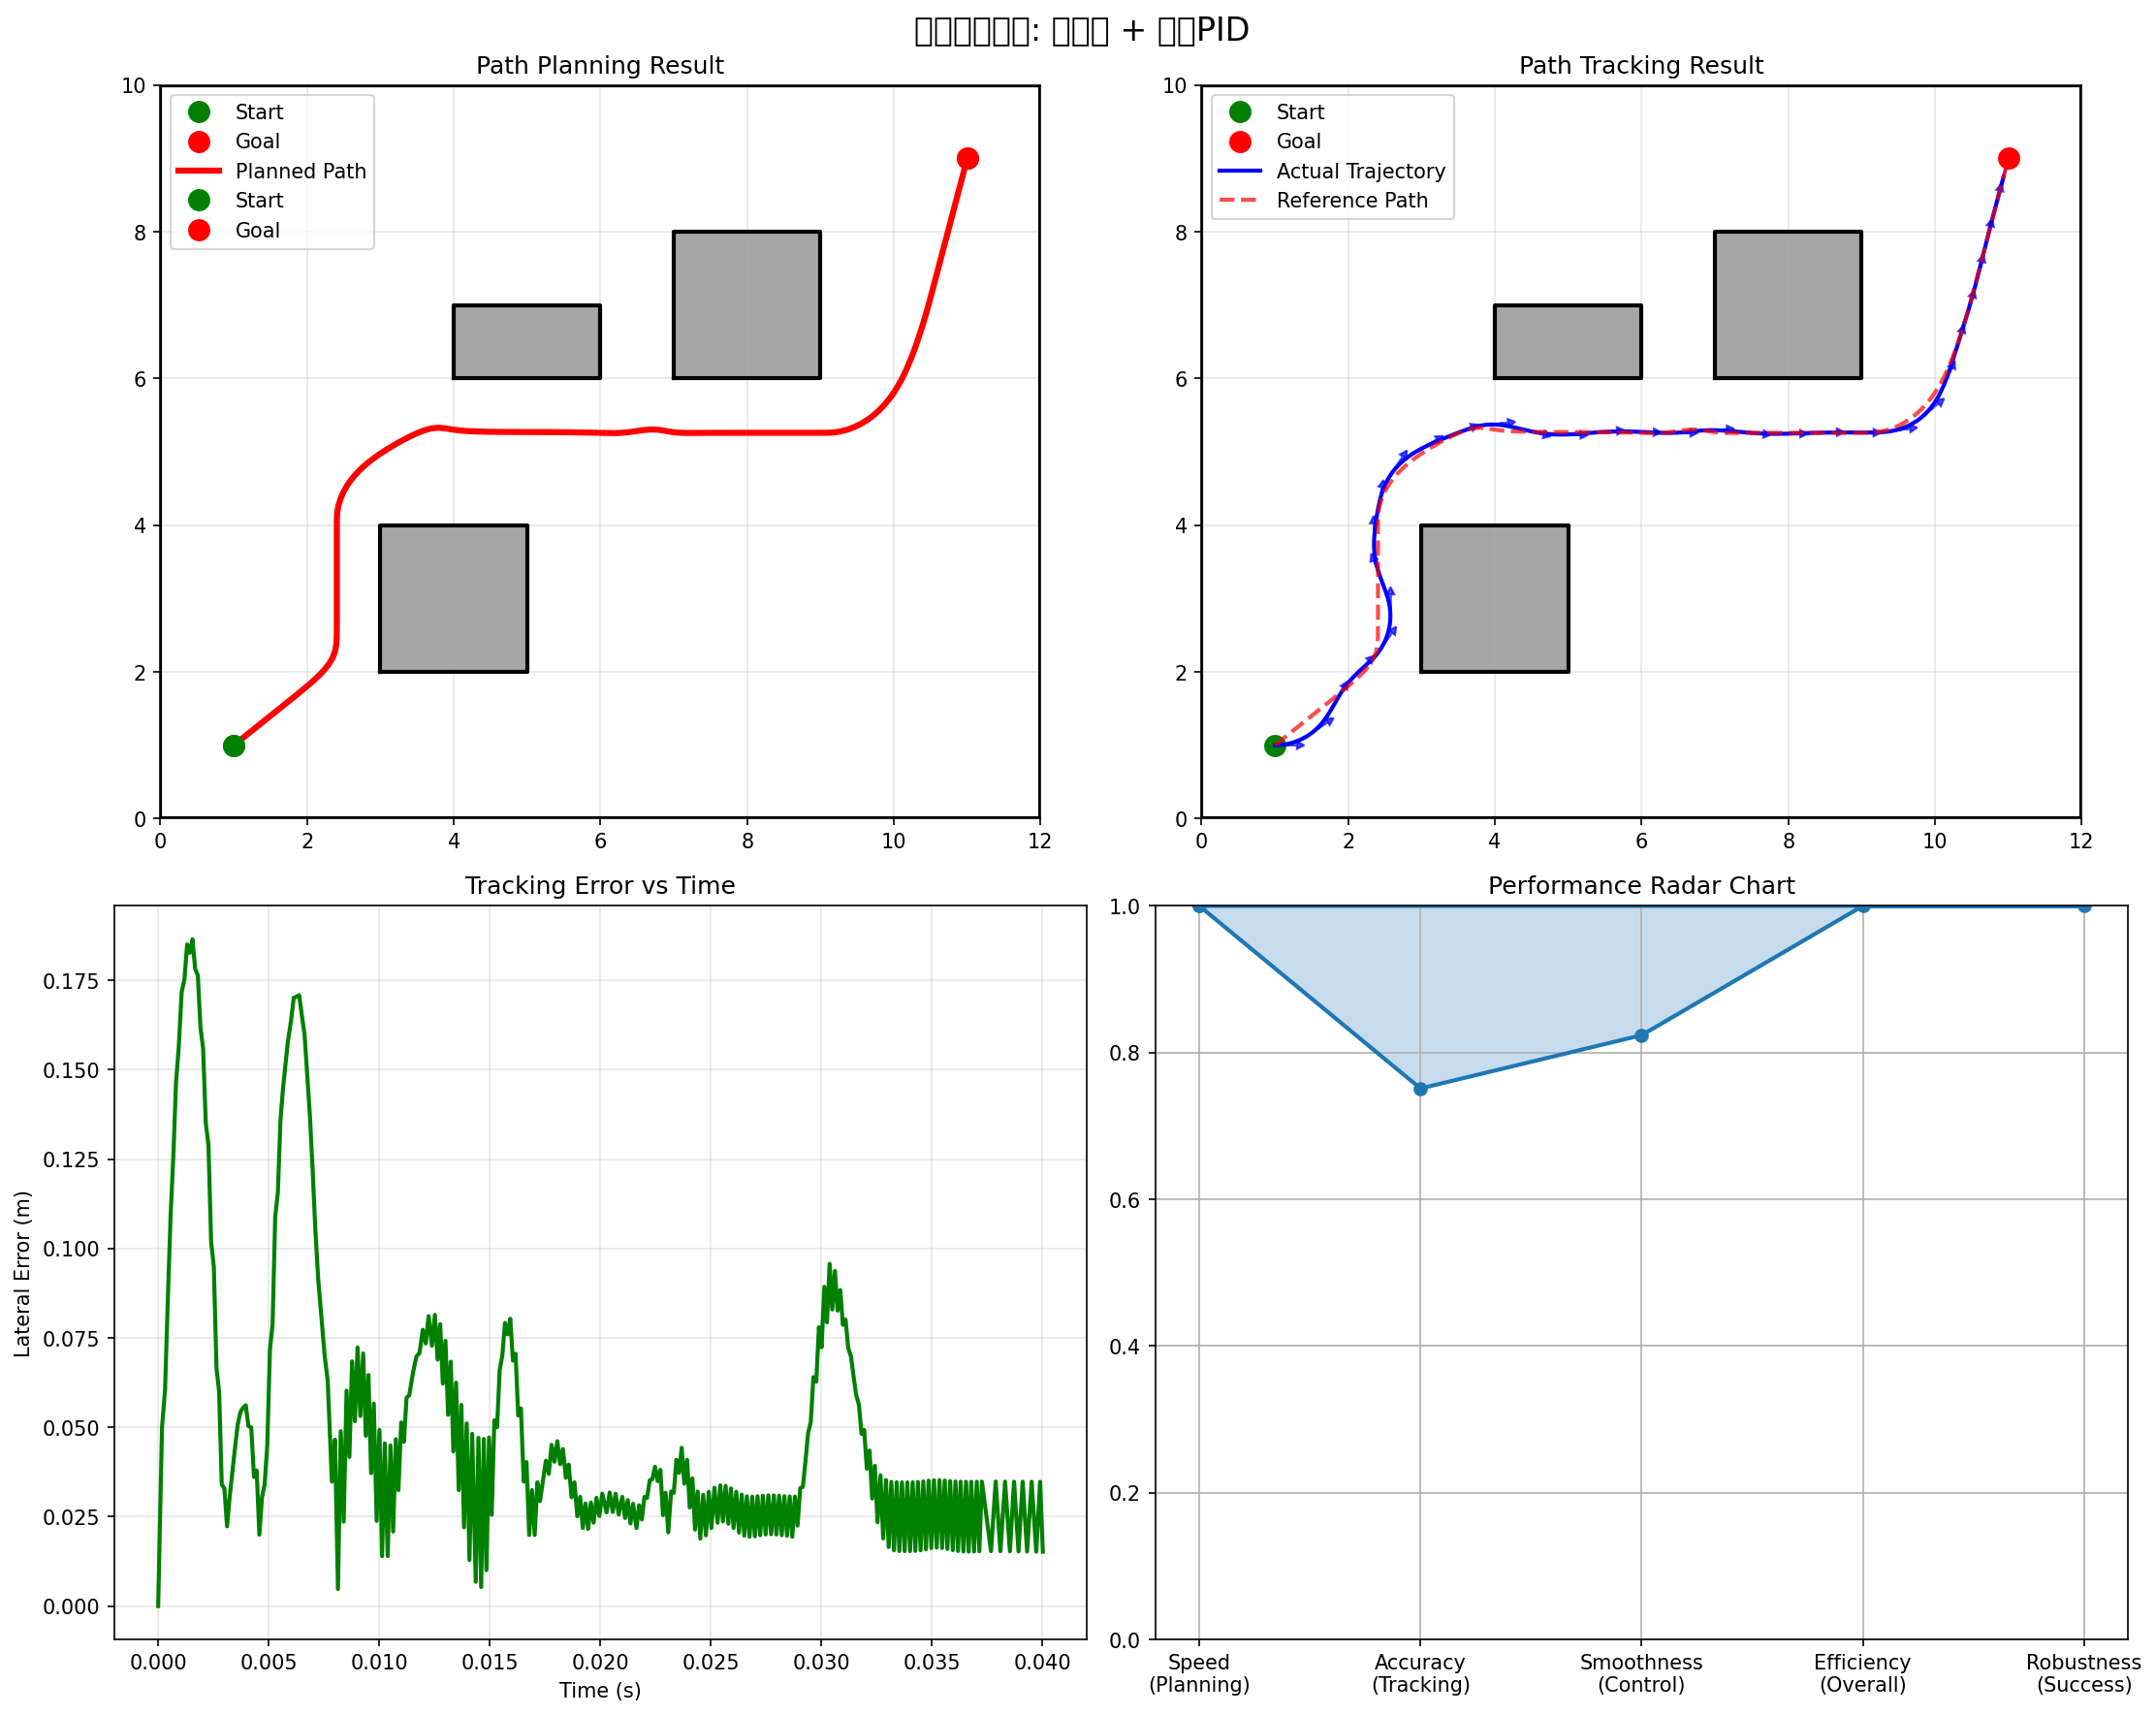 : + PID
Path Planning Result
Start
Goal
Planned Path
Start
Goal
10
8
6
4
2
0
0 2 4 6 8 10 12
Path Tracking Result
Start
Goal
Actual Trajectory
Reference Path
10
8
6
4
2
0
0 2 4 6 8 10 12
Tracking Error vs Time
Lateral Error (m)
0.175
0.150
0.125
0.100
0.075
0.050
0.025
0.000
0.000 0.005 0.010 0.015 0.020 0.025 0.030 0.035 0.040
Time (s)
Performance Radar Chart
1.0
0.8
0.6
0.4
0.2
0.0
Speed
(Planning)
Accuracy
(Tracking)
Smoothness
(Control)
Efficiency
(Overall)
Robustness
(Success)